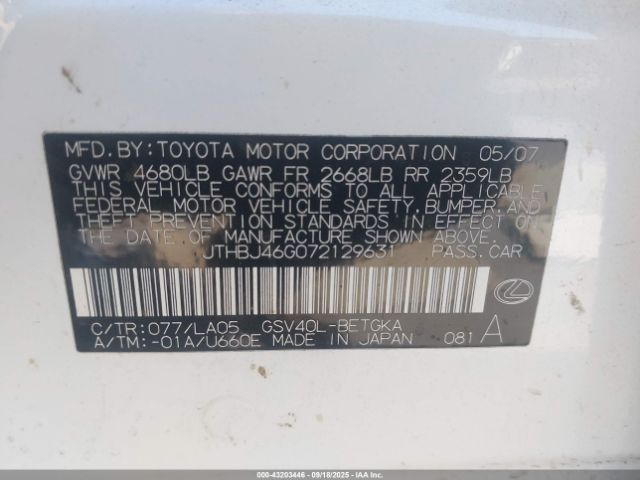 MFD.BY:TOYOTA MOTOR CORPORATION 05/07
GVWR 4680LB GAWR FR 2668LB RR 2359LB
THIS VEHICLE CONFORMS TO ALL APPLICABLE
FEDERAL MOTOR VEHICLE SAFETY, BUMPER, AND
THEFT PREVENTION STANDARDS IN EFFECT ON
THE DATE OF MANUFACTURE SHOWN ABOVE.
JTHBJ46G072129631 PASS.CAR
C/TR:077/LA05 GSV40L-BETGKA
A/TM:-01A/U660E MADE IN JAPAN 081 A
000-43203446 - 09/18/2025 - IAAI.COM